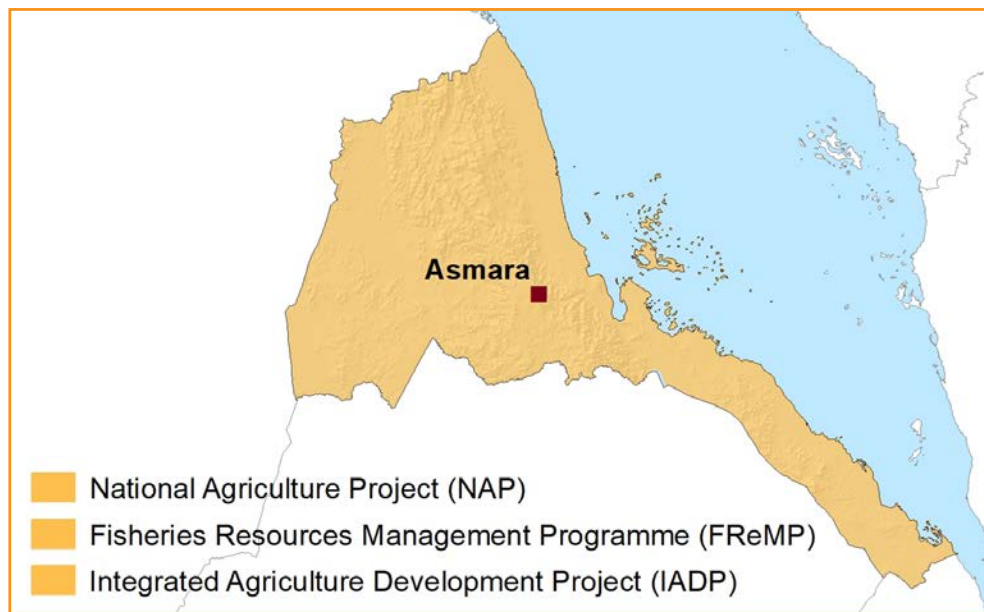 Asmara
National Agriculture Project (NAP)
Fisheries Resources Management Programme (FReMP)
Integrated Agriculture Development Project (IADP)